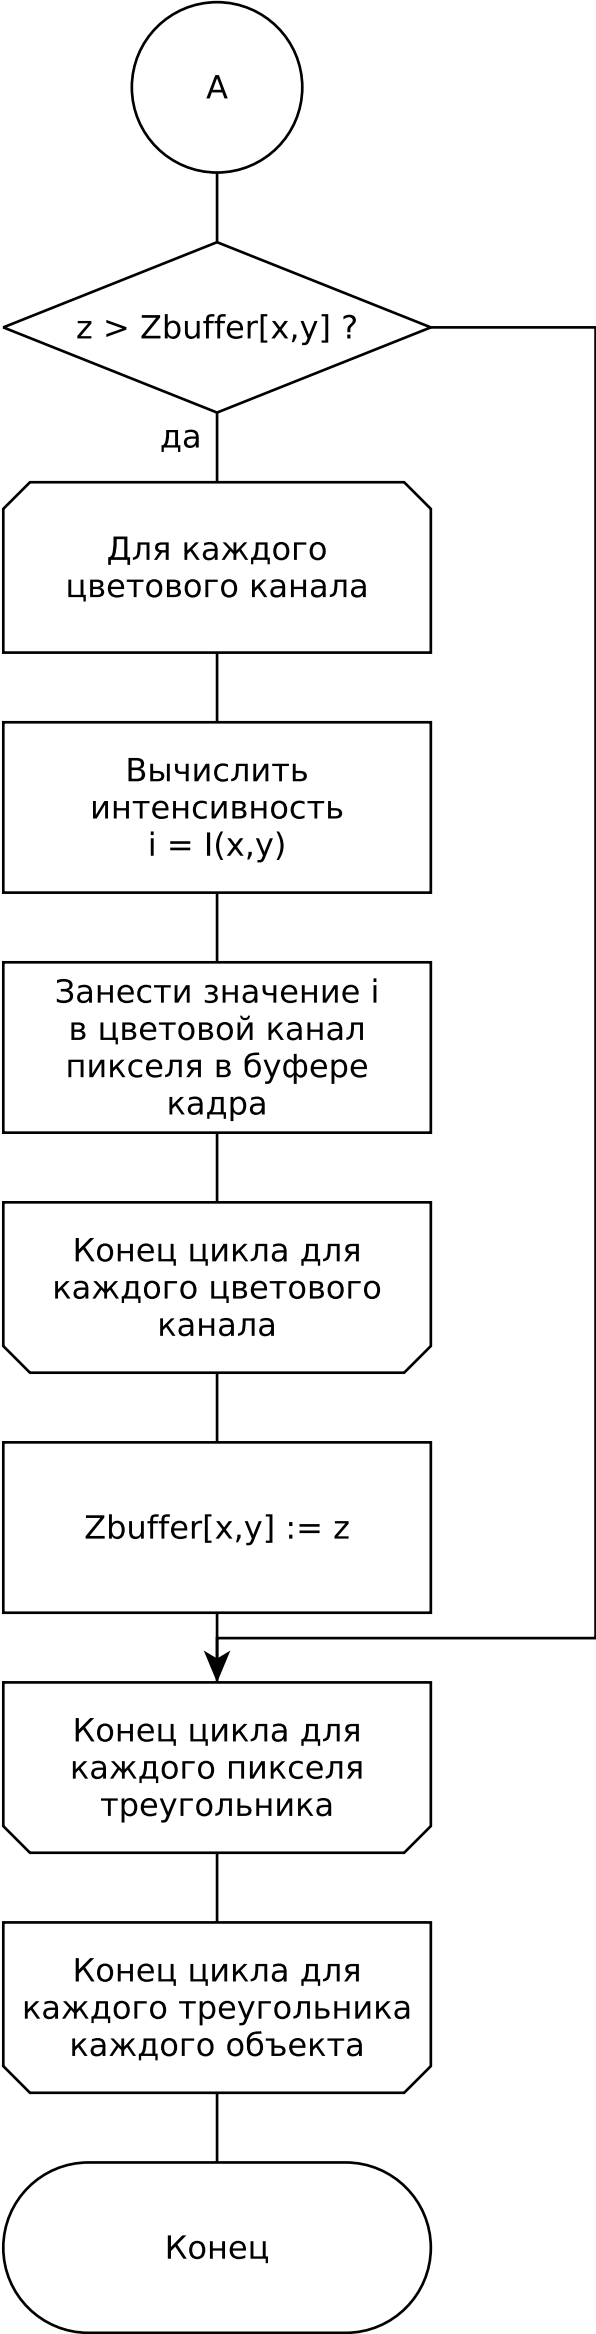 A
z > Zbuffer[x,y] ?
да
Для каждого
цветового канала
Вычислить
интенсивность
i = I(x,y)
Занести значение i
в цветовой канал
пикселя в буфере
кадра
Конец цикла для
каждого цветового
канала
Zbuffer[x,y] := z
Конец цикла для
каждого пикселя
треугольника
Конец цикла для
каждого треугольника
каждого объекта
Конец